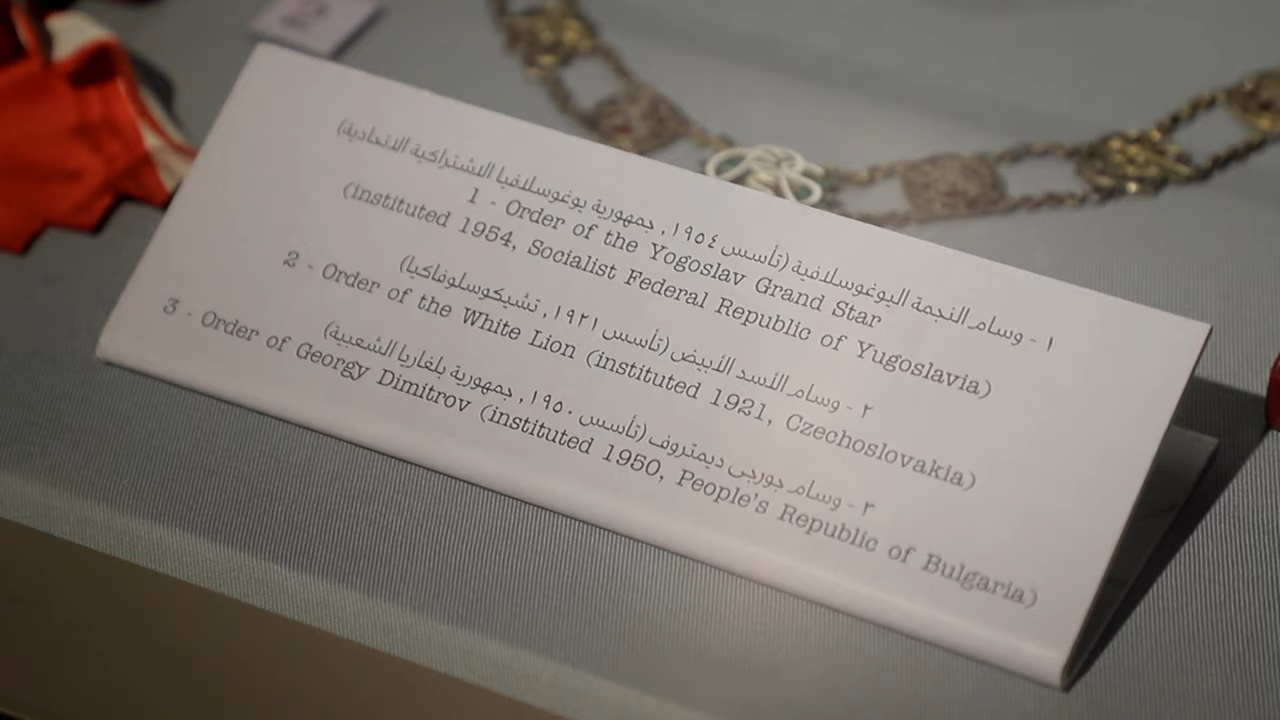 2
١ - وسام النجمة اليوغوسلافية (تأسس ١٩٥٤, جمهورية يوغوسلافيا الاشتراكية الاتحادية)
1 - Order of the Yogoslav Grand Star
(instituted 1954, Socialist Federal Republic of Yugoslavia)
٢ - وسام الأسد الأبيض (تأسس ١٩٢١, تشيكوسلوفاكيا)
2 - Order of the White Lion (instituted 1921, Czechoslovakia)
٣ - وسام جورجى ديمتروف (تأسس ١٩٥٠, جمهورية بلغاريا الشعبية)
3 - Order of Georgy Dimitrov (instituted 1950, People's Republic of Bulgaria)